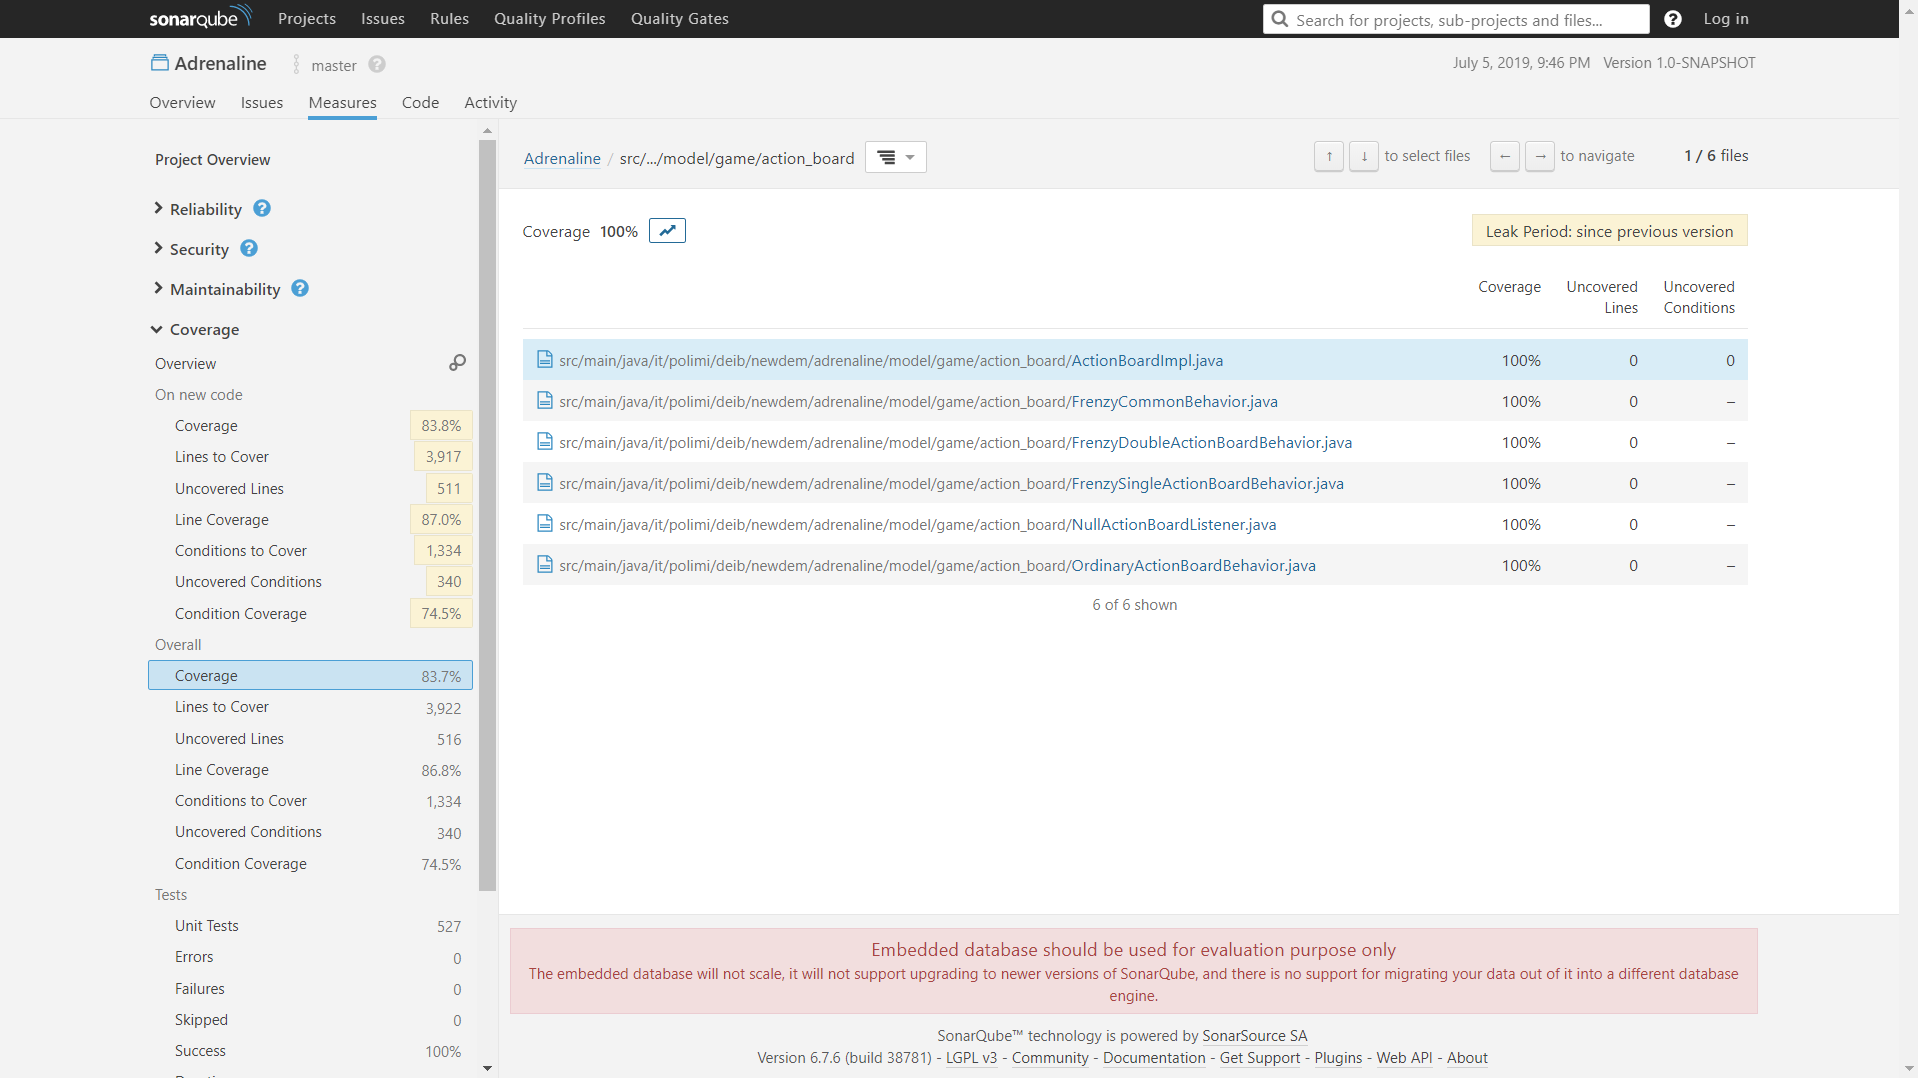 sonarqube Projects Issues Rules Quality Profiles Quality Gates Search for projects, sub-projects and files... ? Log in
Adrenaline master ? July 5, 2019, 9:46 PM Version 1.0-SNAPSHOT
Overview Issues Measures Code Activity
Project Overview
Reliability ?
Security ?
Maintainability ?
Coverage
Overview
On new code
Coverage 83.8%
Lines to Cover 3,917
Uncovered Lines 511
Line Coverage 87.0%
Conditions to Cover 1,334
Uncovered Conditions 340
Condition Coverage 74.5%
Overall
Coverage 83.7%
Lines to Cover 3,922
Uncovered Lines 516
Line Coverage 86.8%
Conditions to Cover 1,334
Uncovered Conditions 340
Condition Coverage 74.5%
Tests
Unit Tests 527
Errors 0
Failures 0
Skipped 0
Success 100%
Adrenaline / src/.../model/game/action_board ↑ ↓ to select files ← → to navigate 1 / 6 files
Coverage 100% Leak Period: since previous version
Coverage Uncovered Uncovered
Lines Conditions
src/main/java/it/polimi/deib/newdem/adrenaline/model/game/action_board/ActionBoardImpl.java 100% 0 0
src/main/java/it/polimi/deib/newdem/adrenaline/model/game/action_board/FrenzyCommonBehavior.java 100% 0 –
src/main/java/it/polimi/deib/newdem/adrenaline/model/game/action_board/FrenzyDoubleActionBoardBehavior.java 100% 0 –
src/main/java/it/polimi/deib/newdem/adrenaline/model/game/action_board/FrenzySingleActionBoardBehavior.java 100% 0 –
src/main/java/it/polimi/deib/newdem/adrenaline/model/game/action_board/NullActionBoardListener.java 100% 0 –
src/main/java/it/polimi/deib/newdem/adrenaline/model/game/action_board/OrdinaryActionBoardBehavior.java 100% 0 –
6 of 6 shown
Embedded database should be used for evaluation purpose only
The embedded database will not scale, it will not support upgrading to newer versions of SonarQube, and there is no support for migrating your data out of it into a different database
engine.
SonarQube™ technology is powered by SonarSource SA
Version 6.7.6 (build 38781) - LGPL v3 - Community - Documentation - Get Support - Plugins - Web API - About